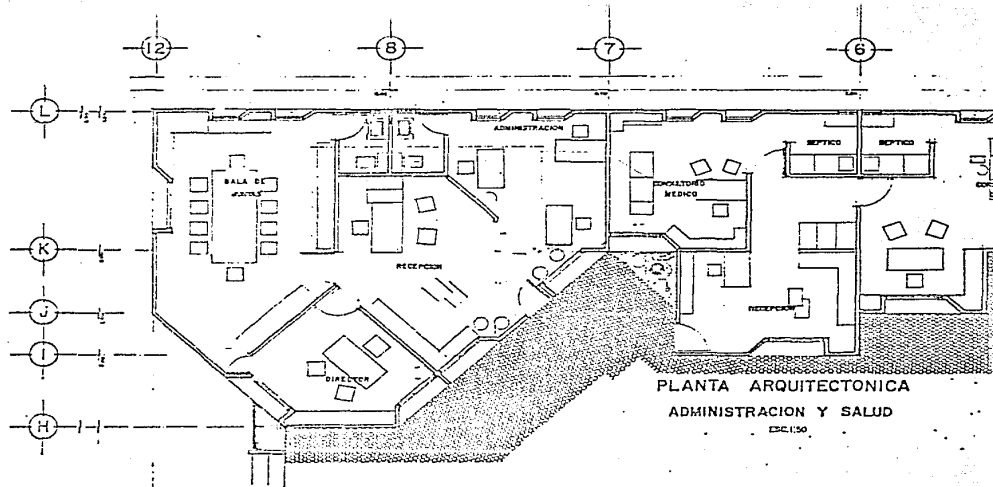 12
8
7
6
L
ADMINISTRACION
SEPTICO
SEPTICO
SALA DE
JUNTAS
CONSULTORIO
MEDICO
K
RECEPCION
J
RECEPCION
I
DIRECTOR
PLANTA ARQUITECTONICA
ADMINISTRACION Y SALUD
ESC. 1:50
H